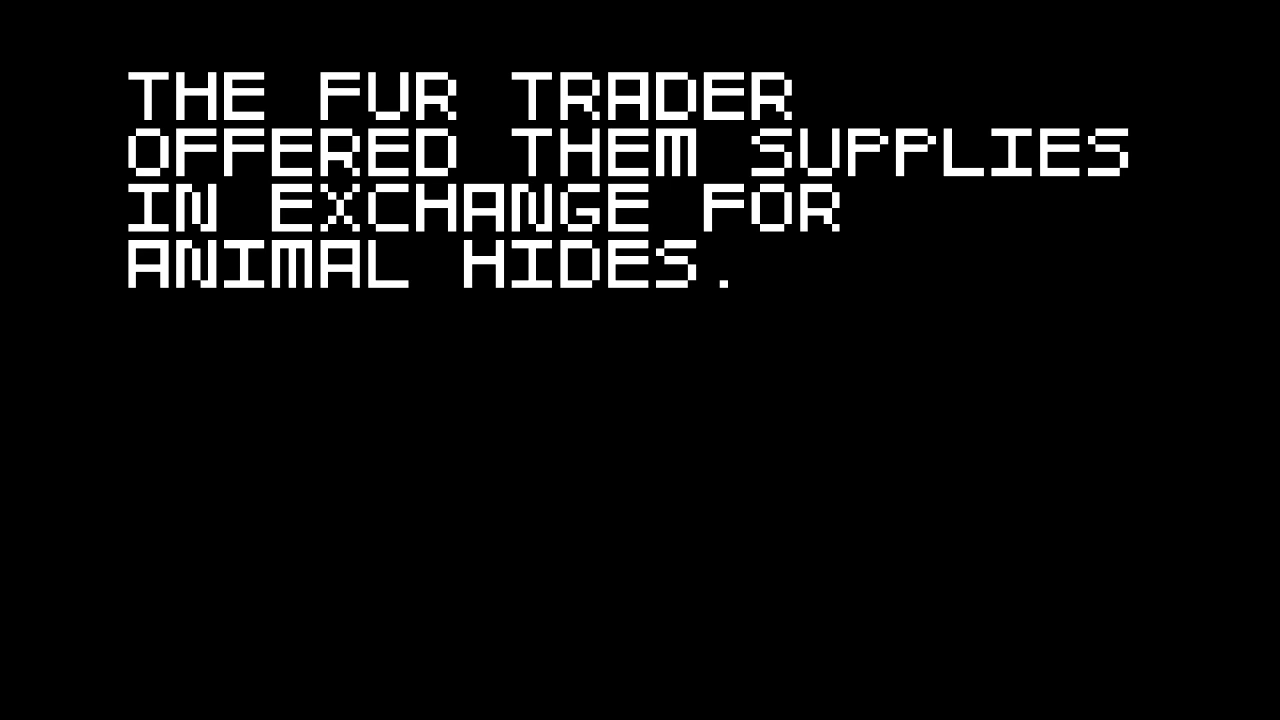 THE FUR TRADER
OFFERED THEM SUPPLIES
IN EXCHANGE FOR
ANIMAL HIDES.